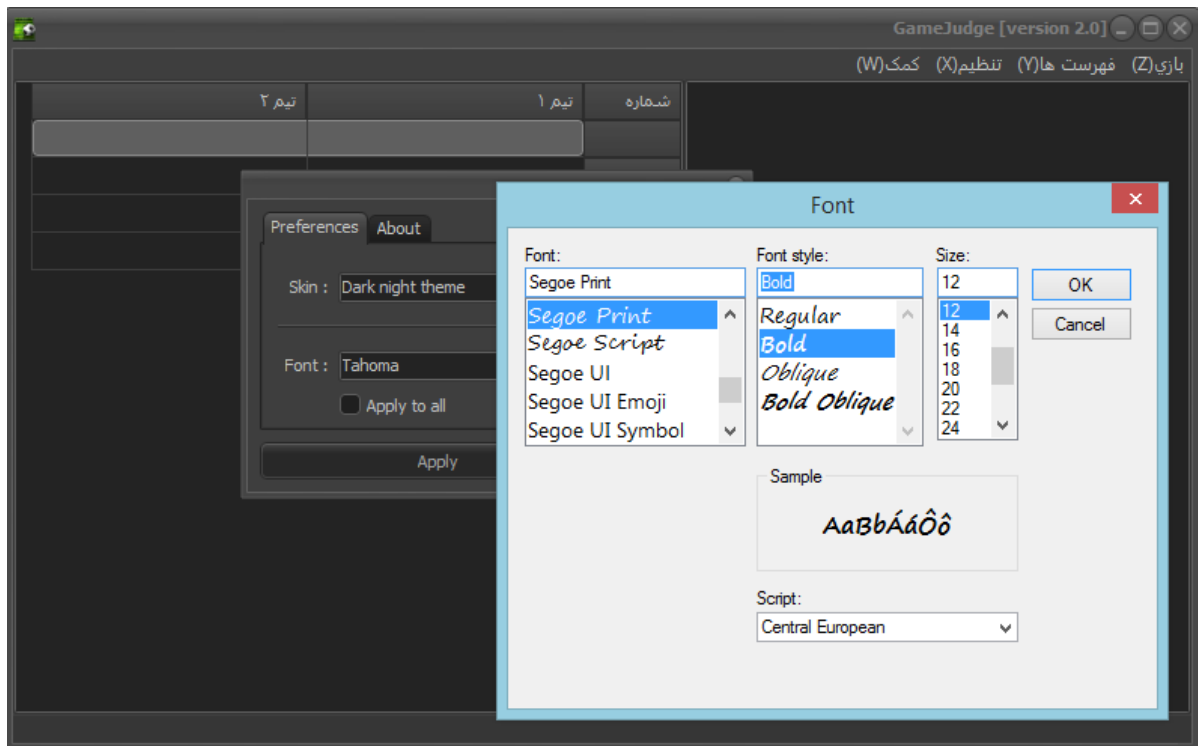 GameJudge [version 2.0]
بازي(Z) فهرست ها(Y) تنظيم(X) کمک(W)
شماره تیم ۱ تیم ۲
Preferences About
Skin : Dark night theme
Font : Tahoma
Apply to all
Apply
Font
Font:
Segoe Print
Segoe Print
Segoe Script
Segoe UI
Segoe UI Emoji
Segoe UI Symbol
Font style:
Bold
Regular
Bold
Oblique
Bold Oblique
Size:
12
12
14
16
18
20
22
24
OK
Cancel
Sample
AaBbÁáÔô
Script:
Central European